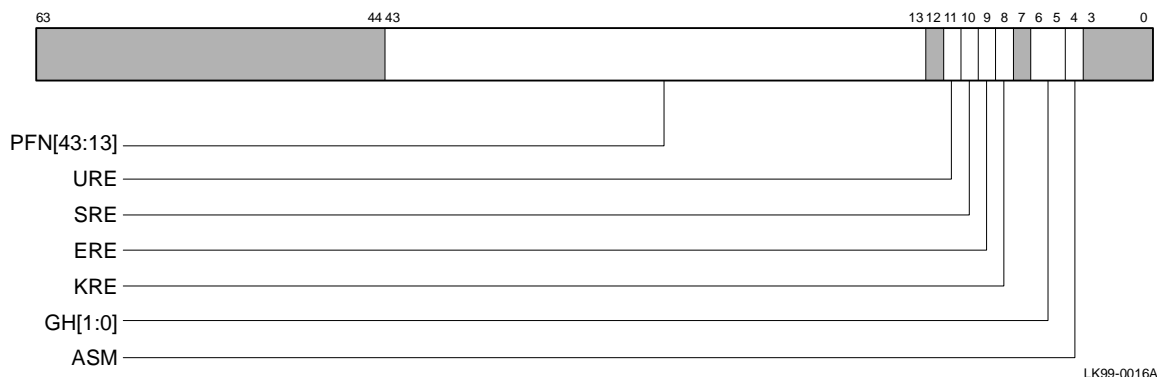 63 44 43 13 12 11 10 9 8 7 6 5 4 3 0
PFN[43:13]
URE
SRE
ERE
KRE
GH[1:0]
ASM
LK99-0016A